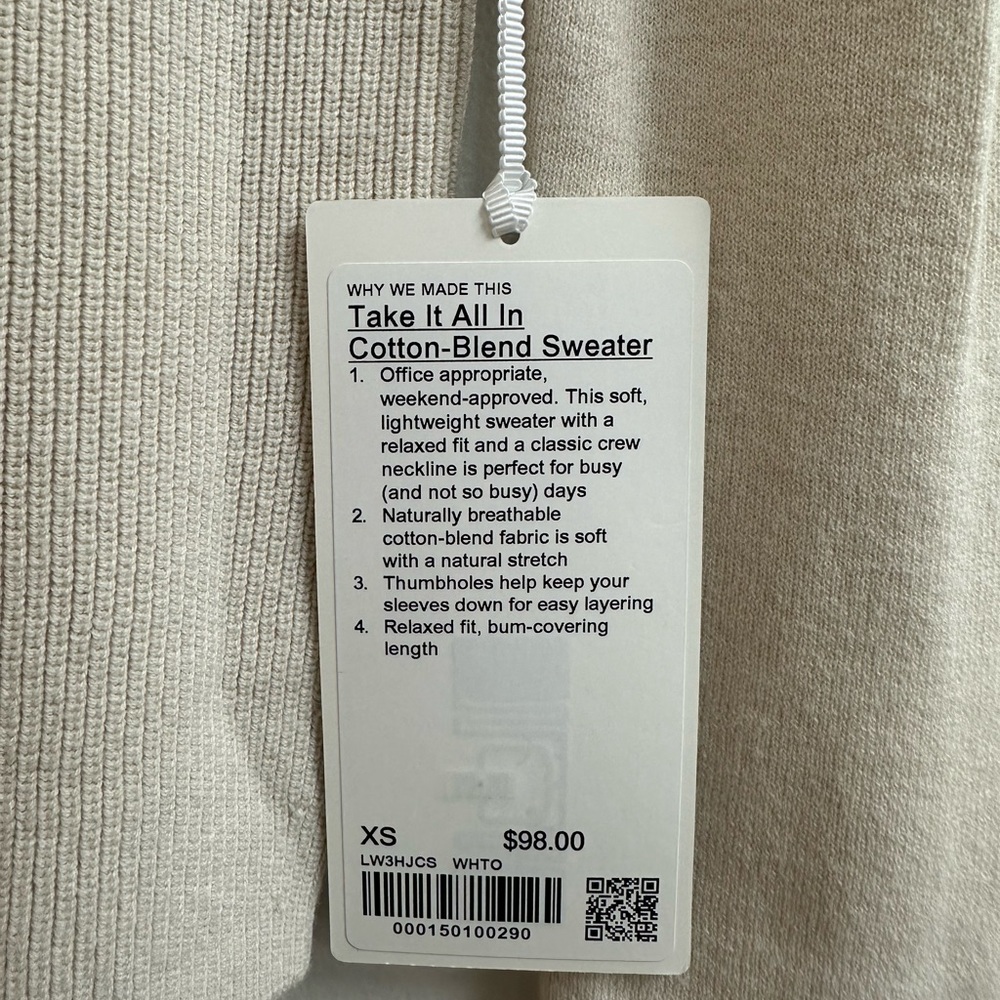 WHY WE MADE THIS
Take It All In
Cotton-Blend Sweater
1. Office appropriate,
weekend-approved. This soft,
lightweight sweater with a
relaxed fit and a classic crew
neckline is perfect for busy
(and not so busy) days
2. Naturally breathable
cotton-blend fabric is soft
with a natural stretch
3. Thumbholes help keep your
sleeves down for easy layering
4. Relaxed fit, bum-covering
length
XS $98.00
LW3HJCS WHTO
000150100290